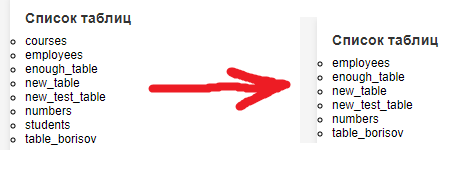 Список таблиц
courses
employees
enough_table
new_table
new_test_table
numbers
students
table_borisov
Список таблиц
employees
enough_table
new_table
new_test_table
numbers
table_borisov